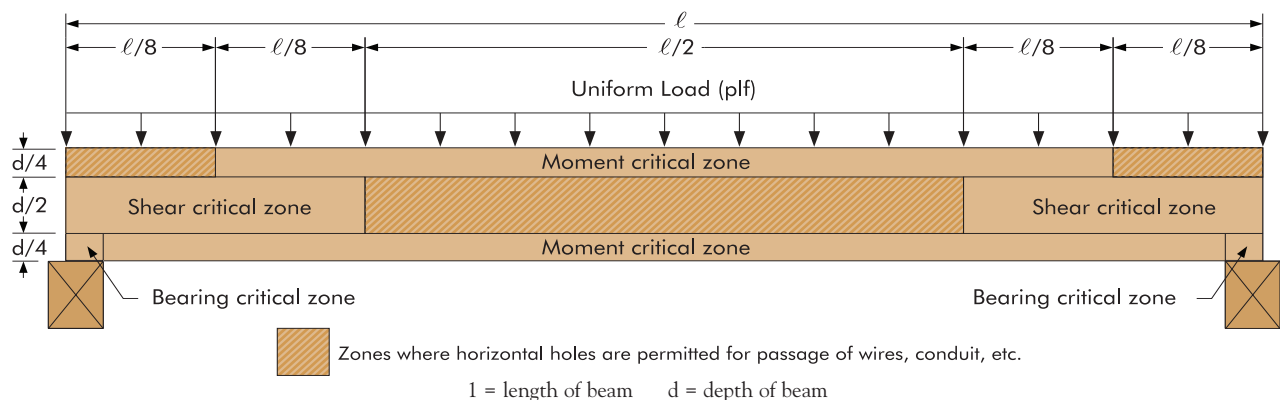 ℓ
ℓ/8 ℓ/8 ℓ/2 ℓ/8 ℓ/8
Uniform Load (plf)
d/4 Moment critical zone
d/2 Shear critical zone Shear critical zone
d/4 Moment critical zone
Bearing critical zone Bearing critical zone
Zones where horizontal holes are permitted for passage of wires, conduit, etc.
l = length of beam d = depth of beam